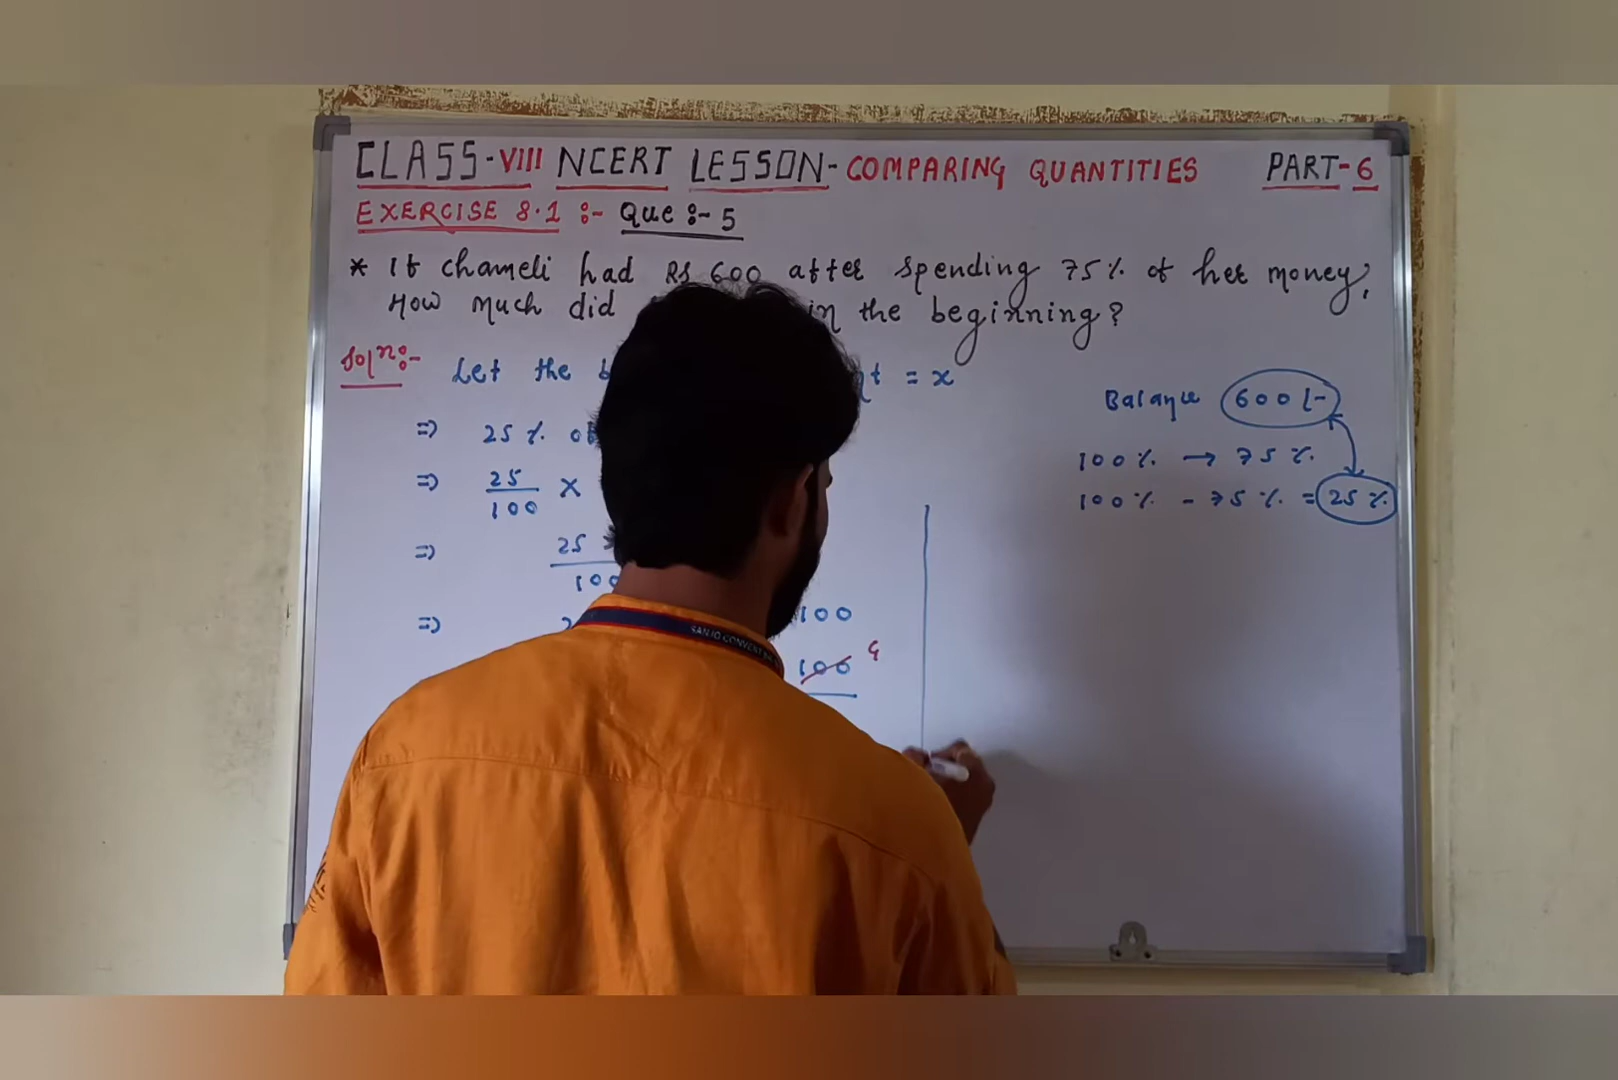 CLASS-VIII NCERT LESSON- COMPARING QUANTITIES PART-6
EXERCISE 8.1 :- Que :- 5
* If chameli had Rs 600 after spending 75% of her money,
How much did in the beginning?
Soln:- Let the = x
=> 25 %
=> 25/100 ×
=> 25
100
=>
100
100 4
Balance 600/-
100% → 75%.
100% - 75% = 25%
SANJO CONVENT